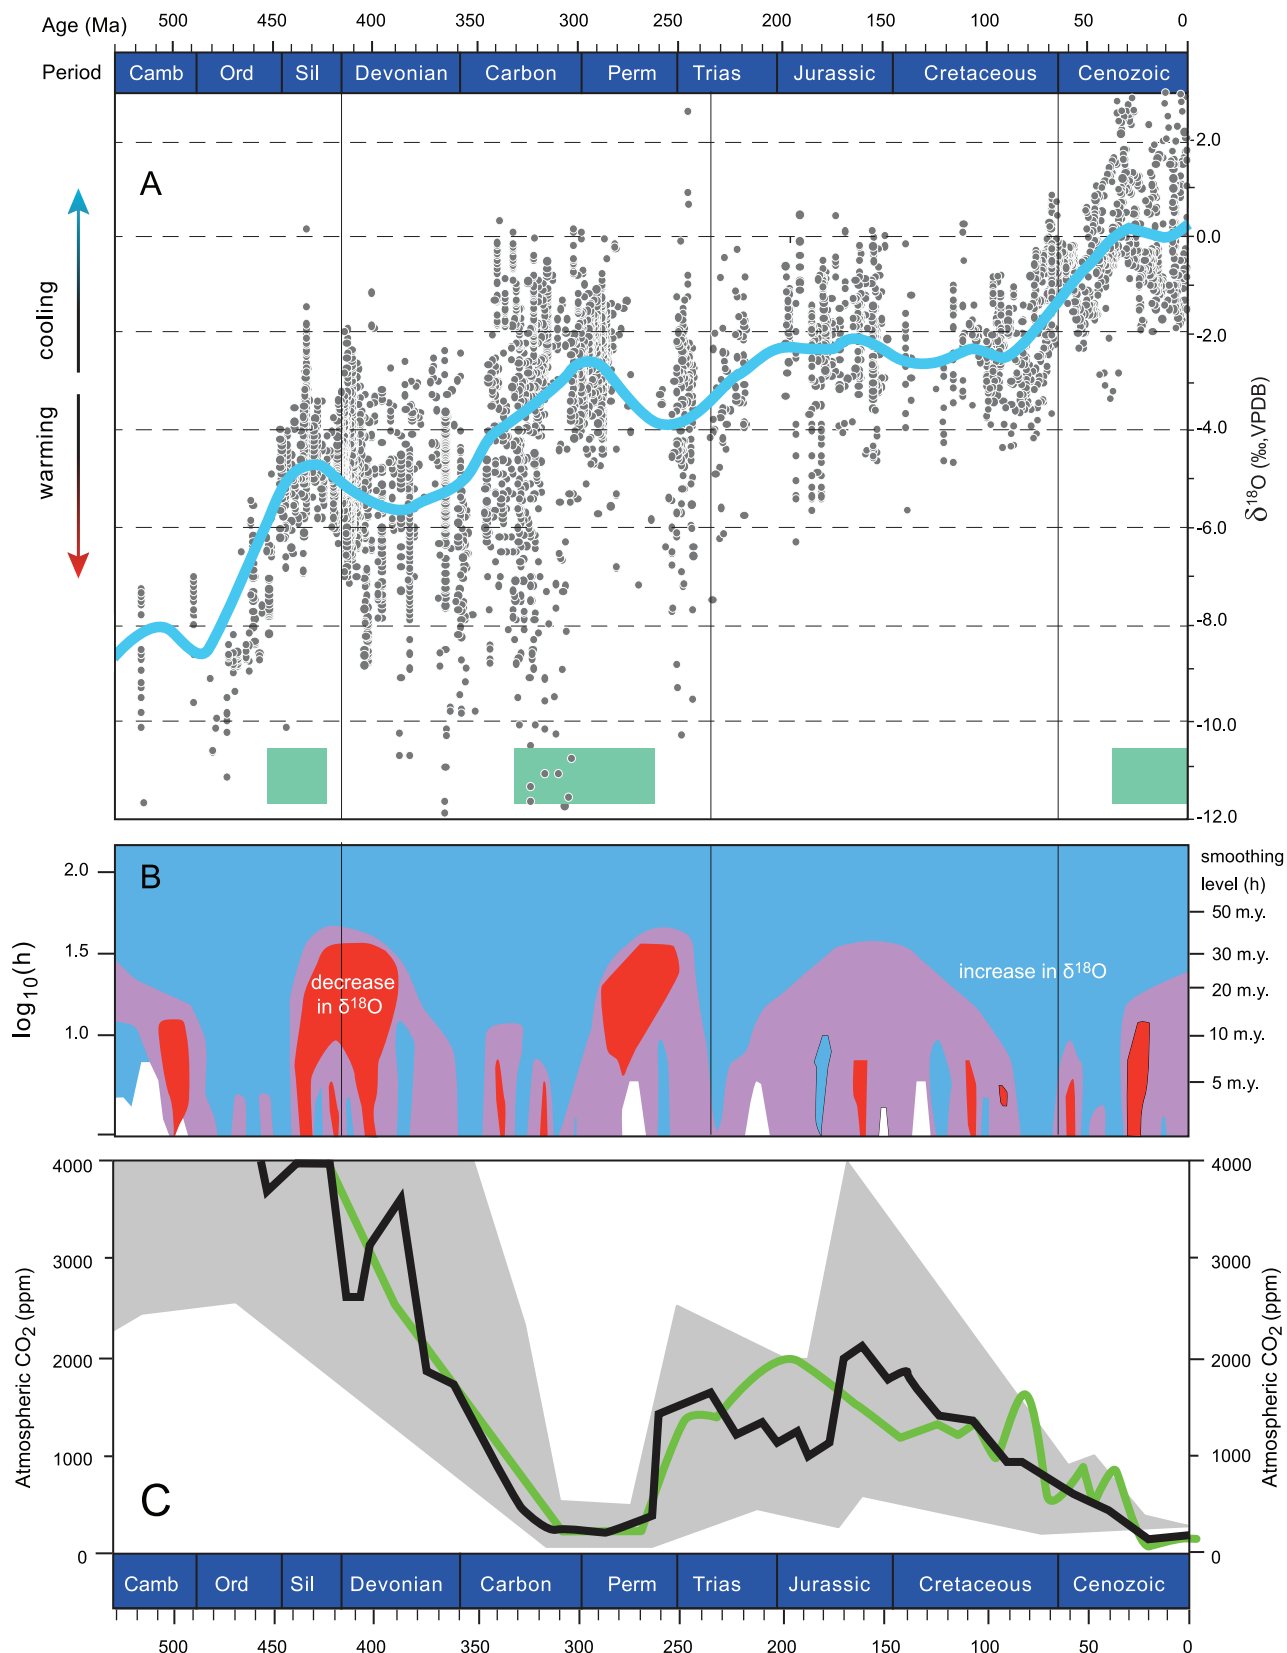 Age (Ma) 500 450 400 350 300 250 200 150 100 50 0
Period Camb Ord Sil Devonian Carbon Perm Trias Jurassic Cretaceous Cenozoic
A
cooling
warming
2.0
0.0
-2.0
-4.0
-6.0
-8.0
-10.0
-12.0
δ18O (‰, VPDB)
B
log10(h)
2.0
1.5
1.0
decrease
in δ18O
increase in δ18O
smoothing
level (h)
50 m.y.
30 m.y.
20 m.y.
10 m.y.
5 m.y.
C
Atmospheric CO2 (ppm)
4000
3000
2000
1000
0
4000
3000
2000
1000
0
Atmospheric CO2 (ppm)
Camb Ord Sil Devonian Carbon Perm Trias Jurassic Cretaceous Cenozoic
500 450 400 350 300 250 200 150 100 50 0